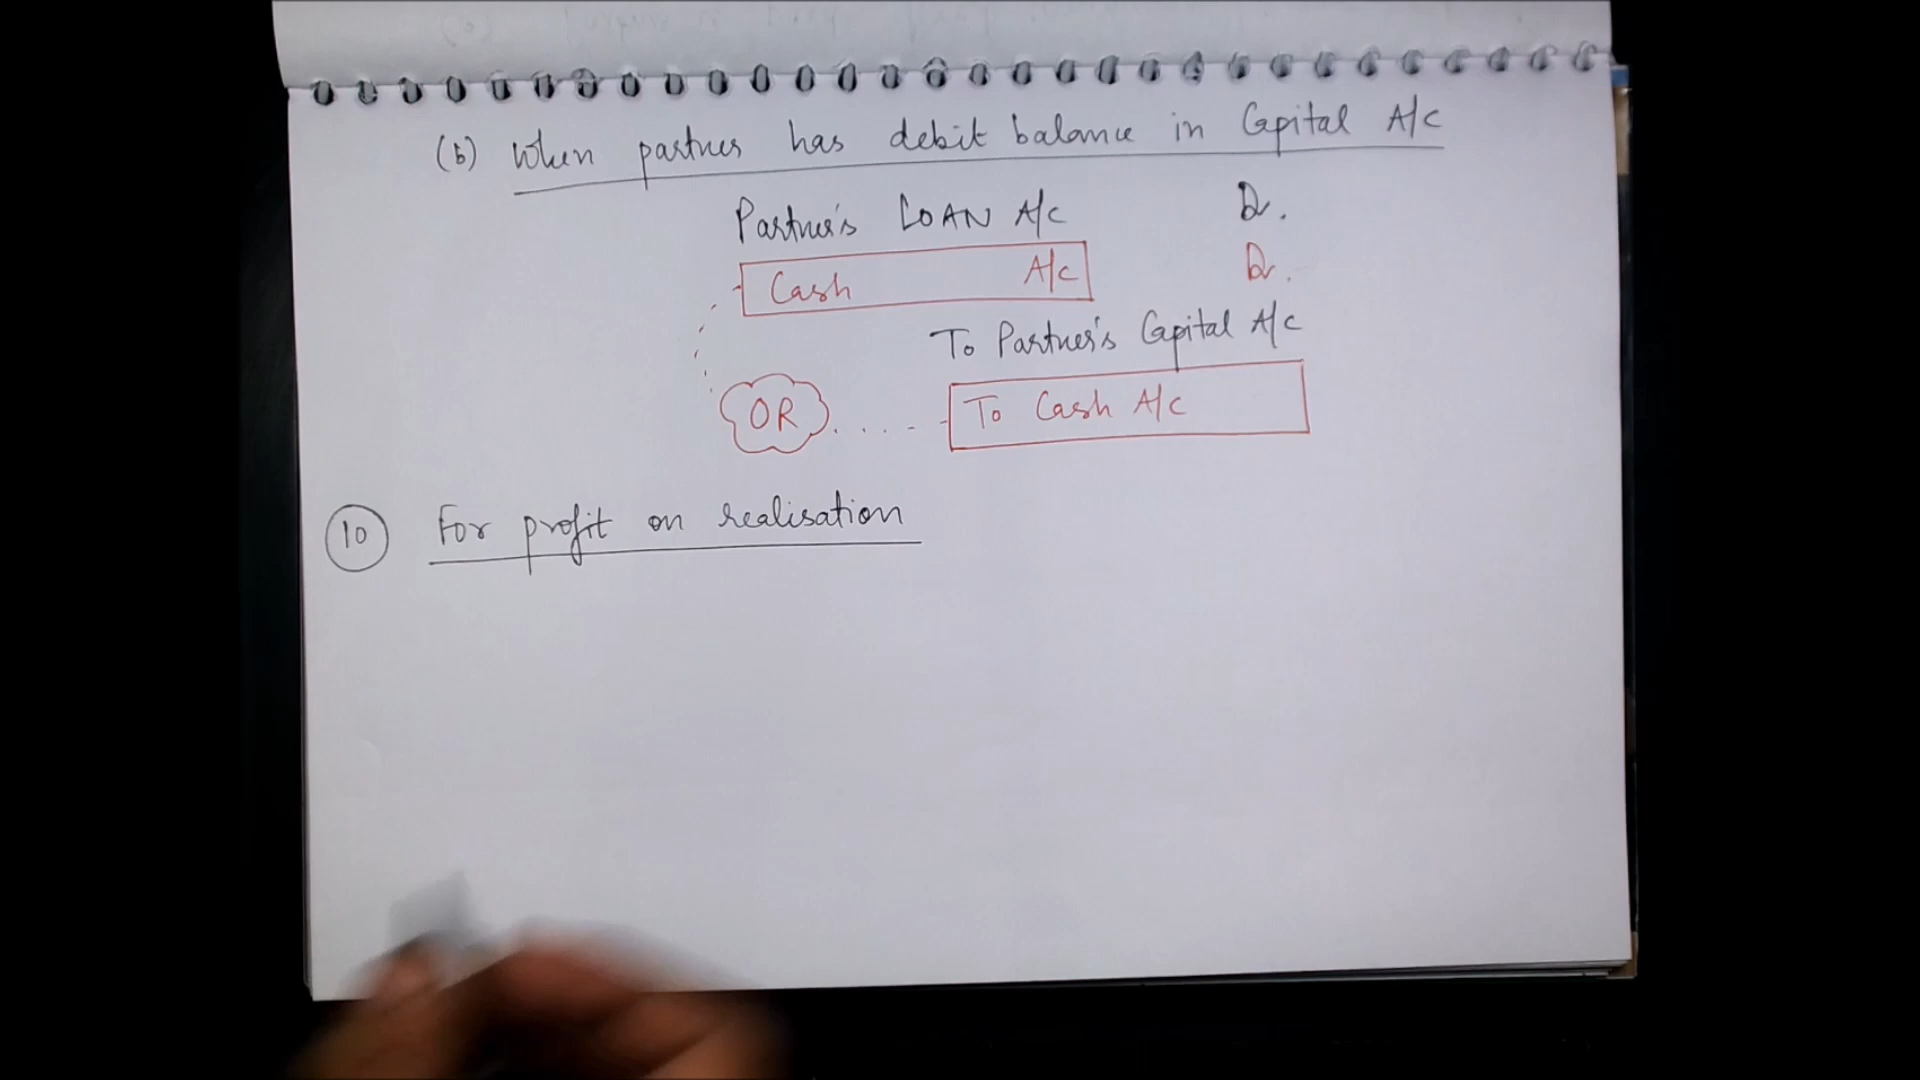 (b) When partner has debit balance in Capital A/c
Partner's LOAN A/c Dr.
Cash A/c Dr.
To Partner's Capital A/c
OR To Cash A/c
10 For profit on realisation